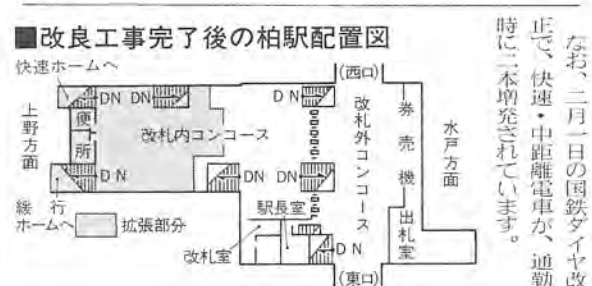 なお、二月一日の国鉄ダイヤ改
正で、快速・中距離電車が、通勤
時に二本増発されています。
■改良工事完了後の柏駅配置図
快速ホームへ
(西口)
DN
DN
DN
上野方面
便所
改札内コンコース
改札外コンコース
券売機
水戸方面
DN
DN
DN
緩行
ホームへ
拡張部分
駅長室
改札室
出札室
DN
(東口)